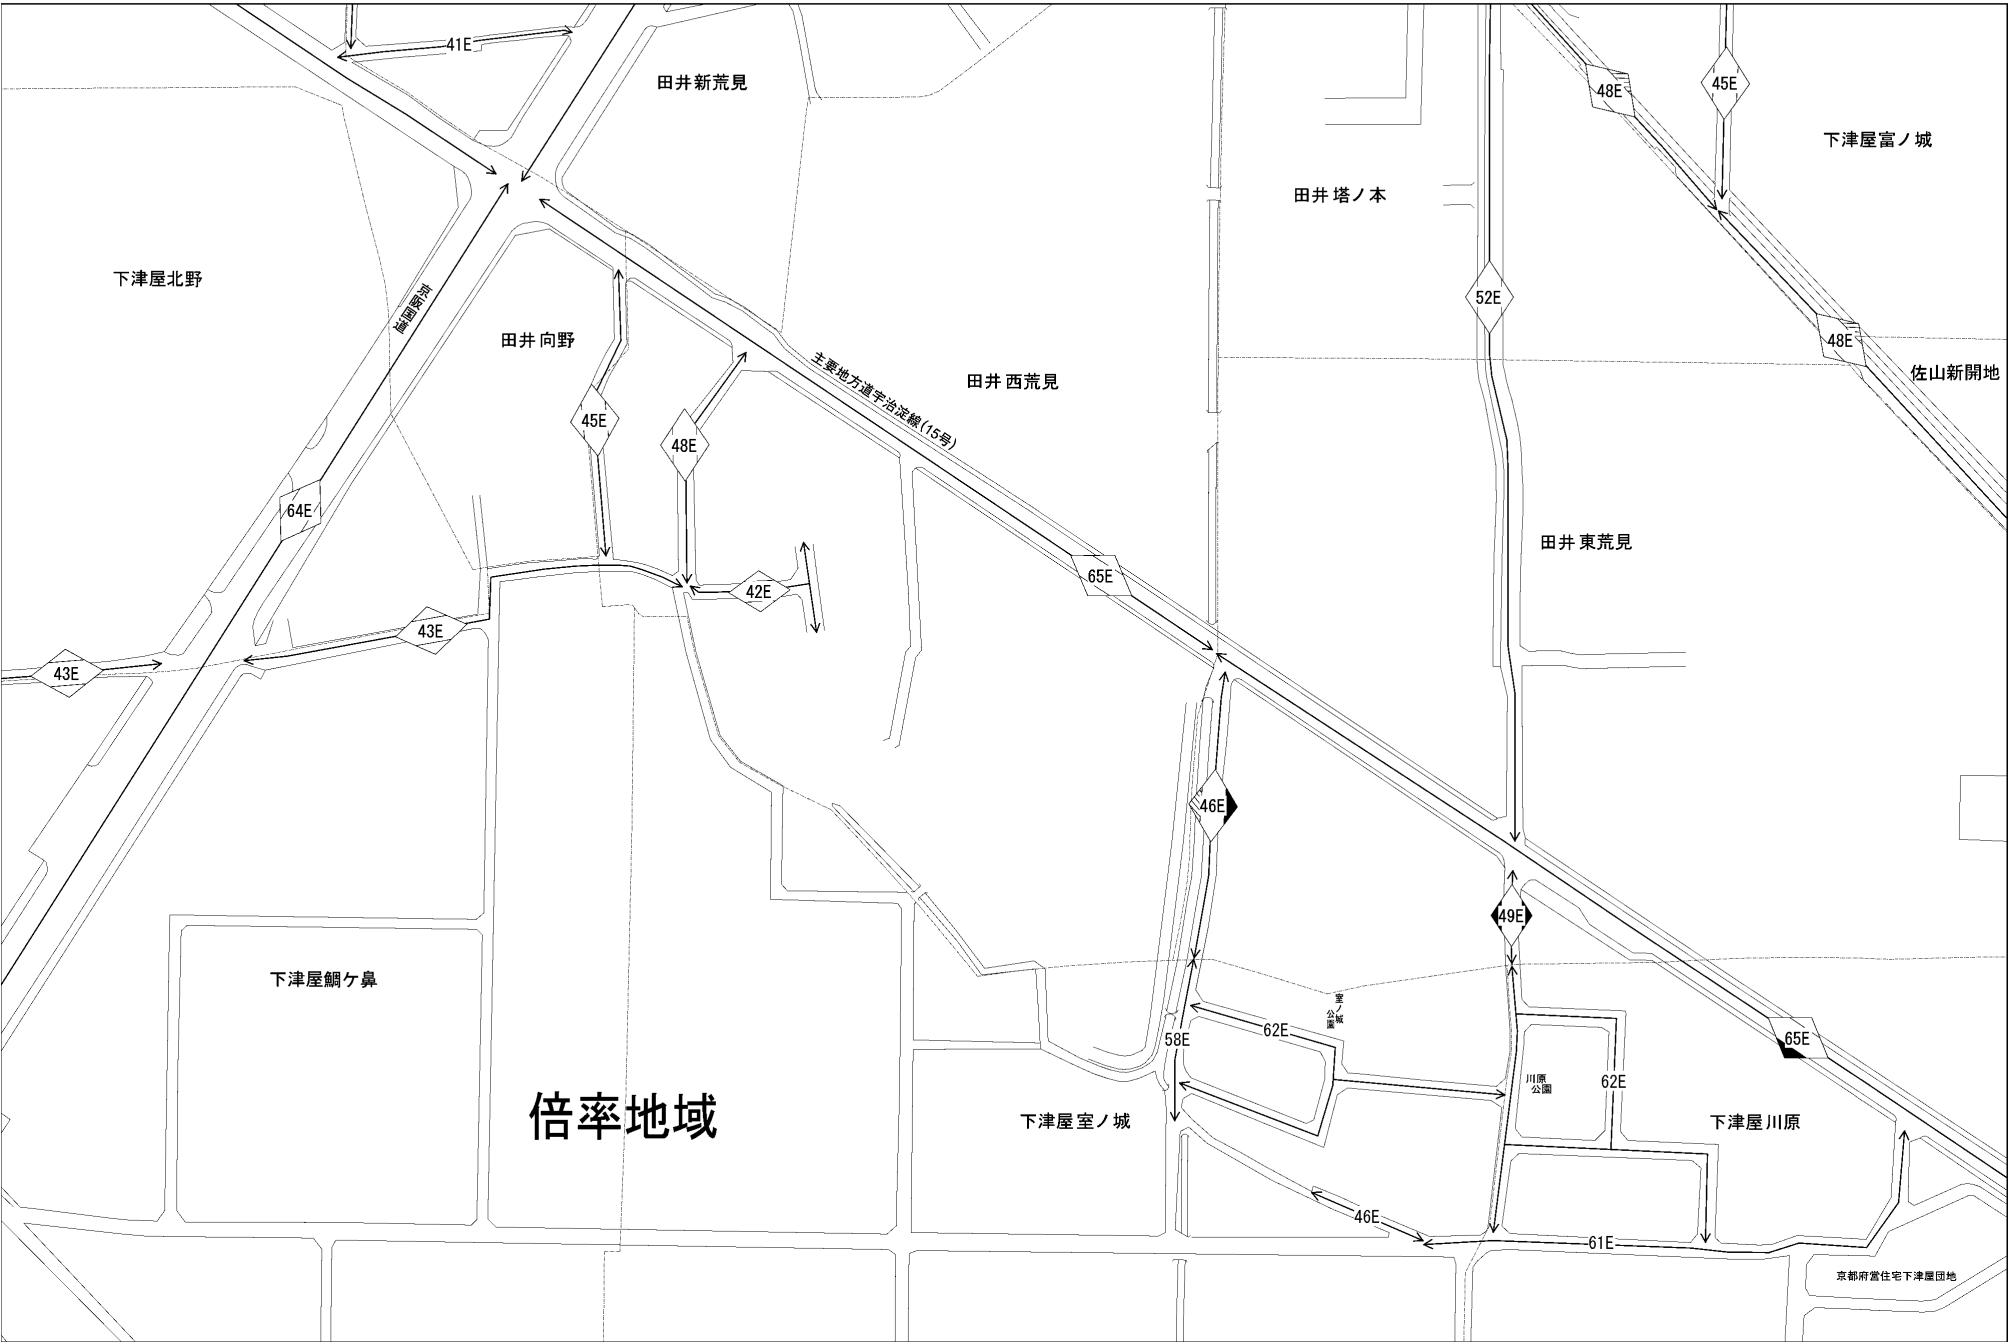 41E
田井新荒見
48E
45E
下津屋富ノ城
田井塔ノ本
下津屋北野
京阪国道
52E
田井向野
48E
主要地方道宇治淀線(15号)
田井西荒見
佐山新開地
45E
48E
64E
田井東荒見
65E
42E
43E
43E
46E
49E
下津屋鯛ケ鼻
室ノ城
公園
62E
58E
65E
62E
川原
公園
倍率地域
下津屋室ノ城
下津屋川原
46E
61E
京都府営住宅下津屋団地